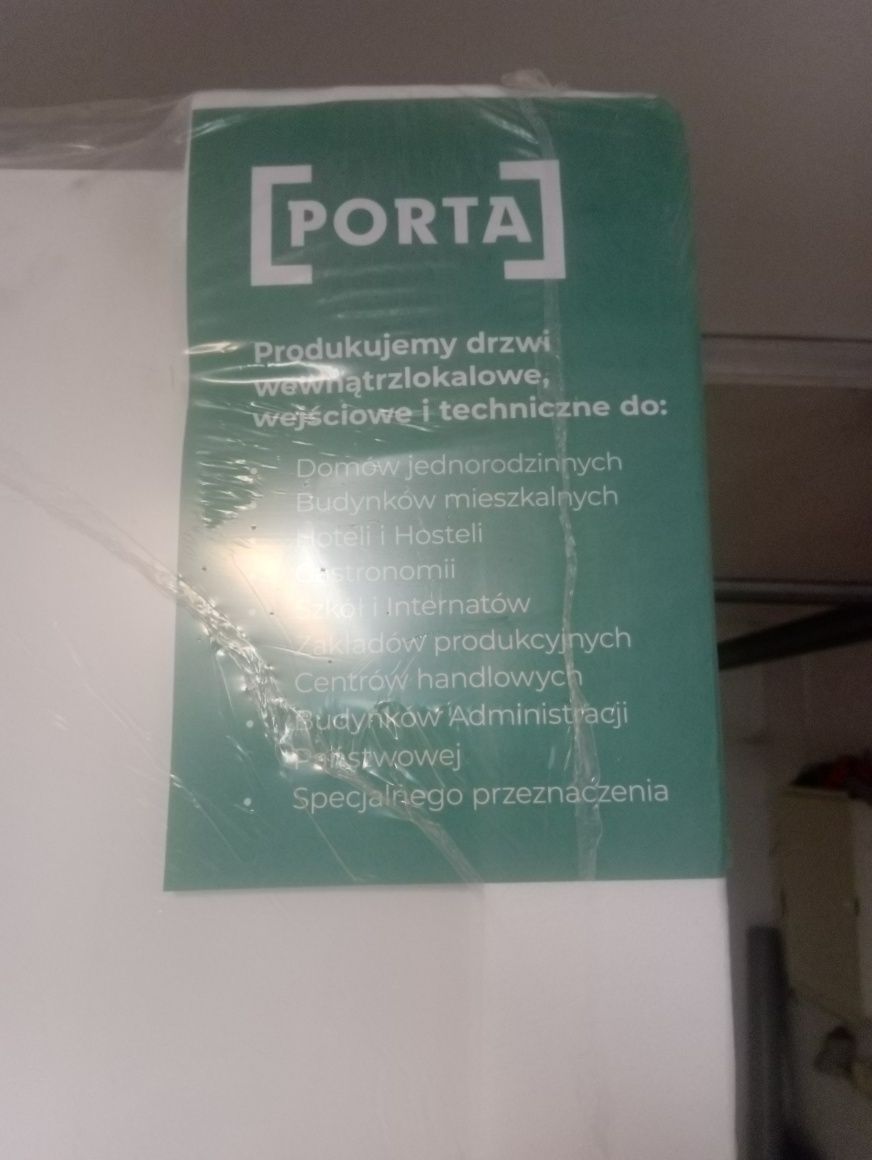 [PORTA]
Produkujemy drzwi
wewnątrzlokalowe,
wejściowe i techniczne do:
• Domów jednorodzinnych
Budynków mieszkalnych
Hoteli i Hosteli
Gastronomii
• Szkół i Internatów
Zakładów produkcyjnych
• Centrów handlowych
• Budynków Administracji
Państwowej
• Specjalnego przeznaczenia